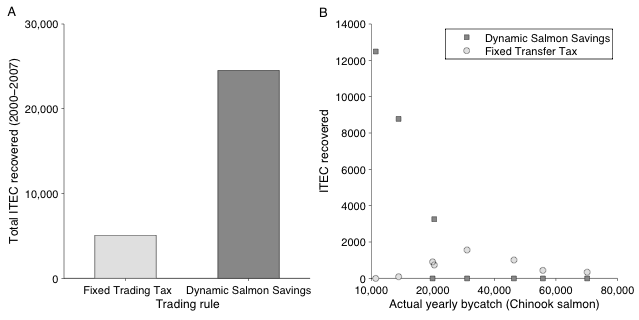 A
Total ITEC recovered (2000–2007)
30,000
20,000
10,000
0
Fixed Trading Tax
Dynamic Salmon Savings
Trading rule
B
ITEC recovered
14000
12000
10000
8000
6000
4000
2000
0
Dynamic Salmon Savings
Fixed Transfer Tax
10,000
20,000
40,000
60,000
80,000
Actual yearly bycatch (Chinook salmon)